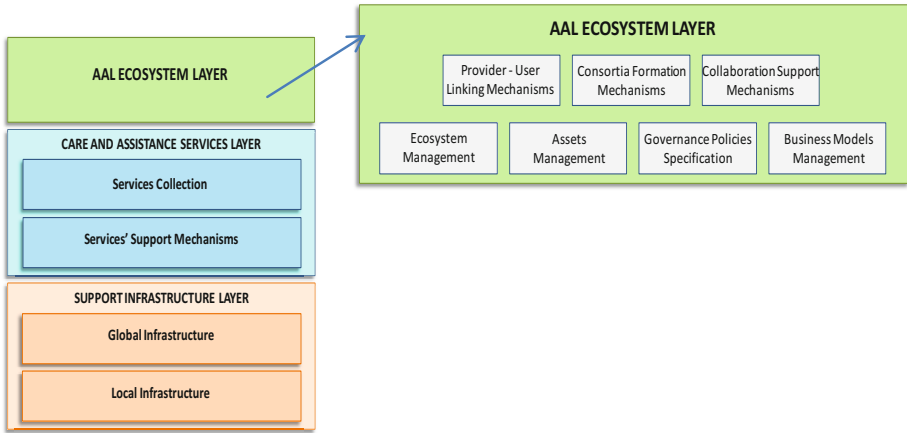 AAL ECOSYSTEM LAYER
CARE AND ASSISTANCE SERVICES LAYER
Services Collection
Services' Support Mechanisms
SUPPORT INFRASTRUCTURE LAYER
Global Infrastructure
Local Infrastructure
AAL ECOSYSTEM LAYER
Provider - User
Linking Mechanisms
Consortia Formation
Mechanisms
Collaboration Support
Mechanisms
Ecosystem
Management
Assets
Management
Governance Policies
Specification
Business Models
Management